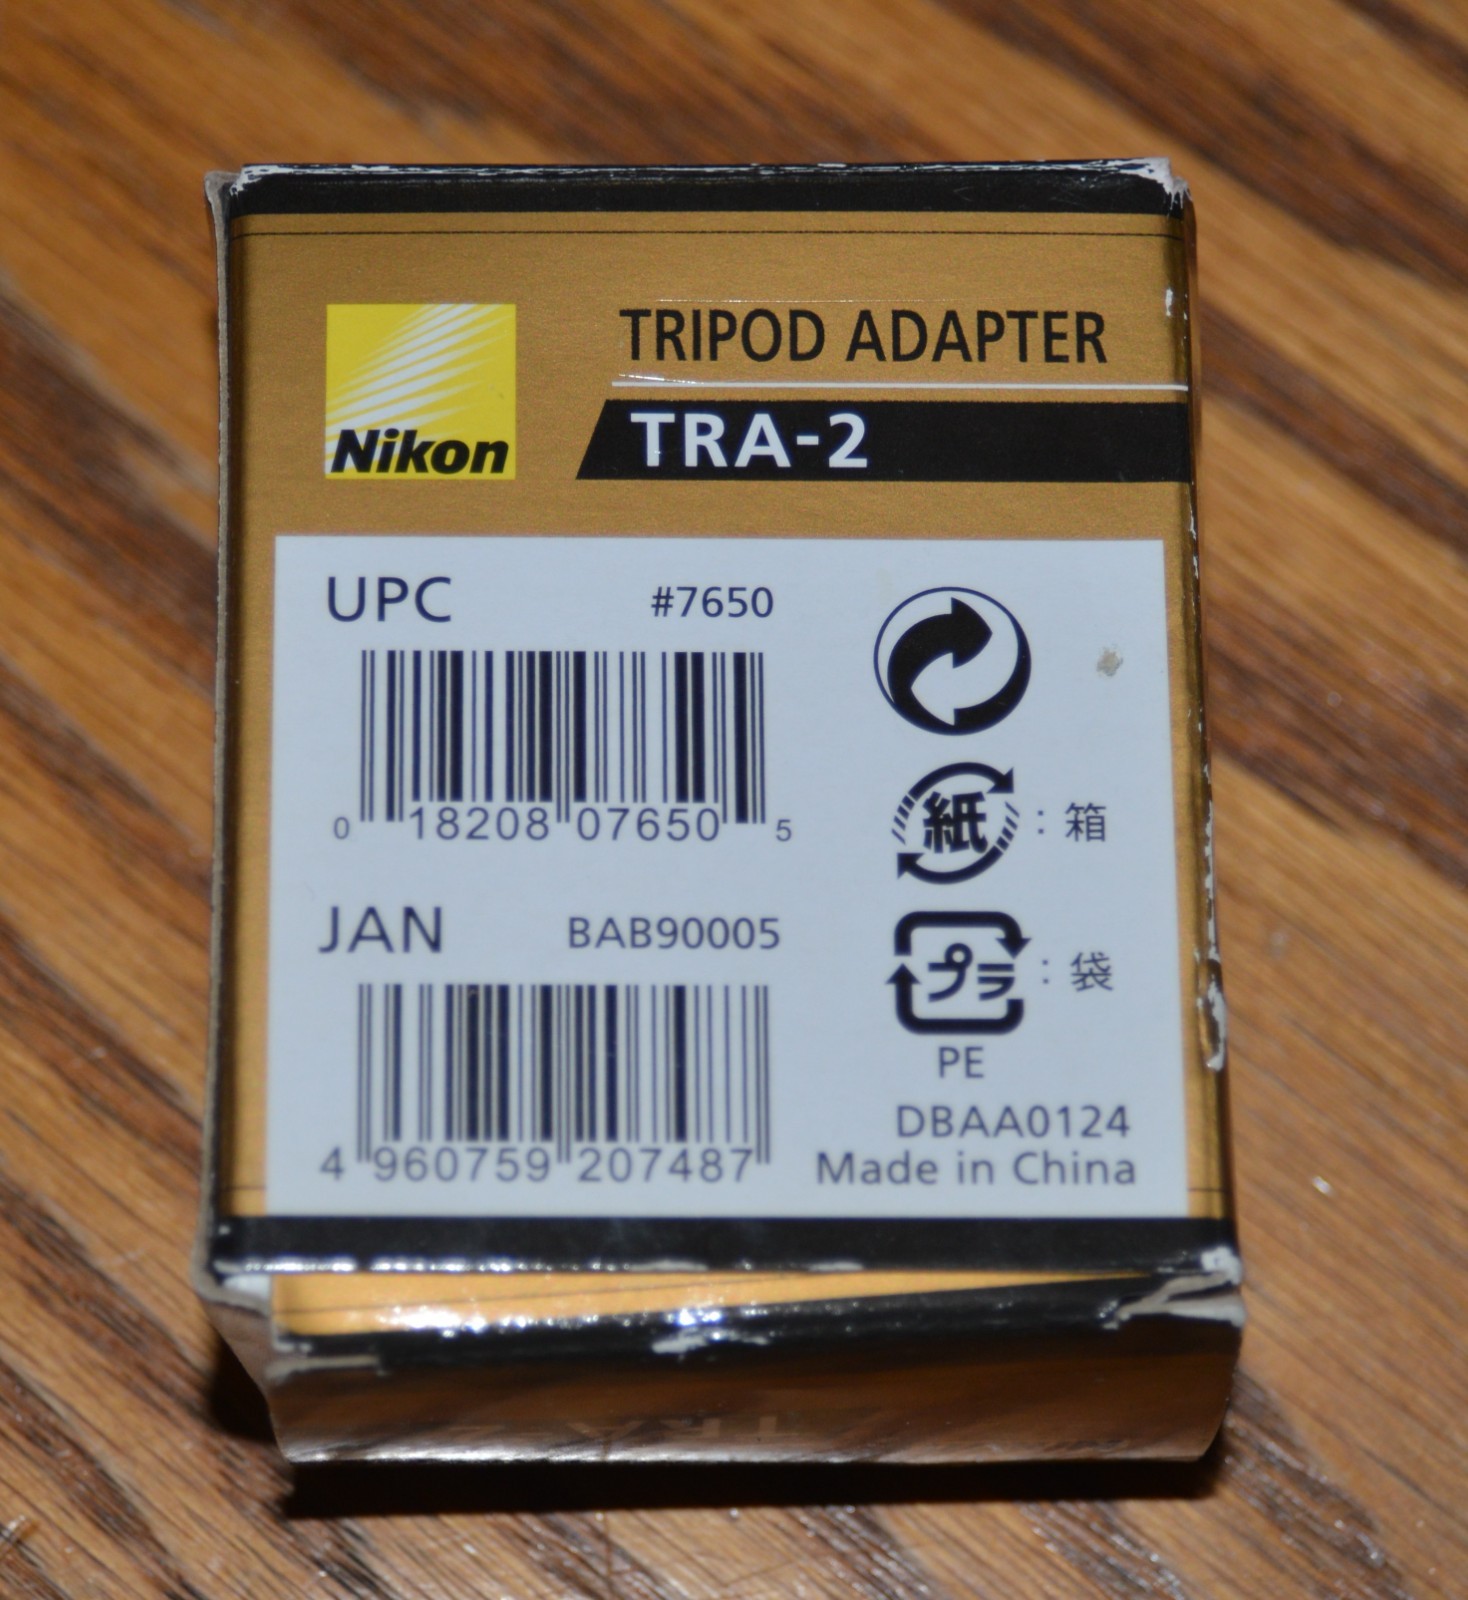 Nikon
TRIPOD ADAPTER
TRA-2
UPC #7650
0 18208 07650 5
JAN BAB90005
4 960759 207487
紙 : 箱
プラ : 袋
PE
DBAA0124
Made in China